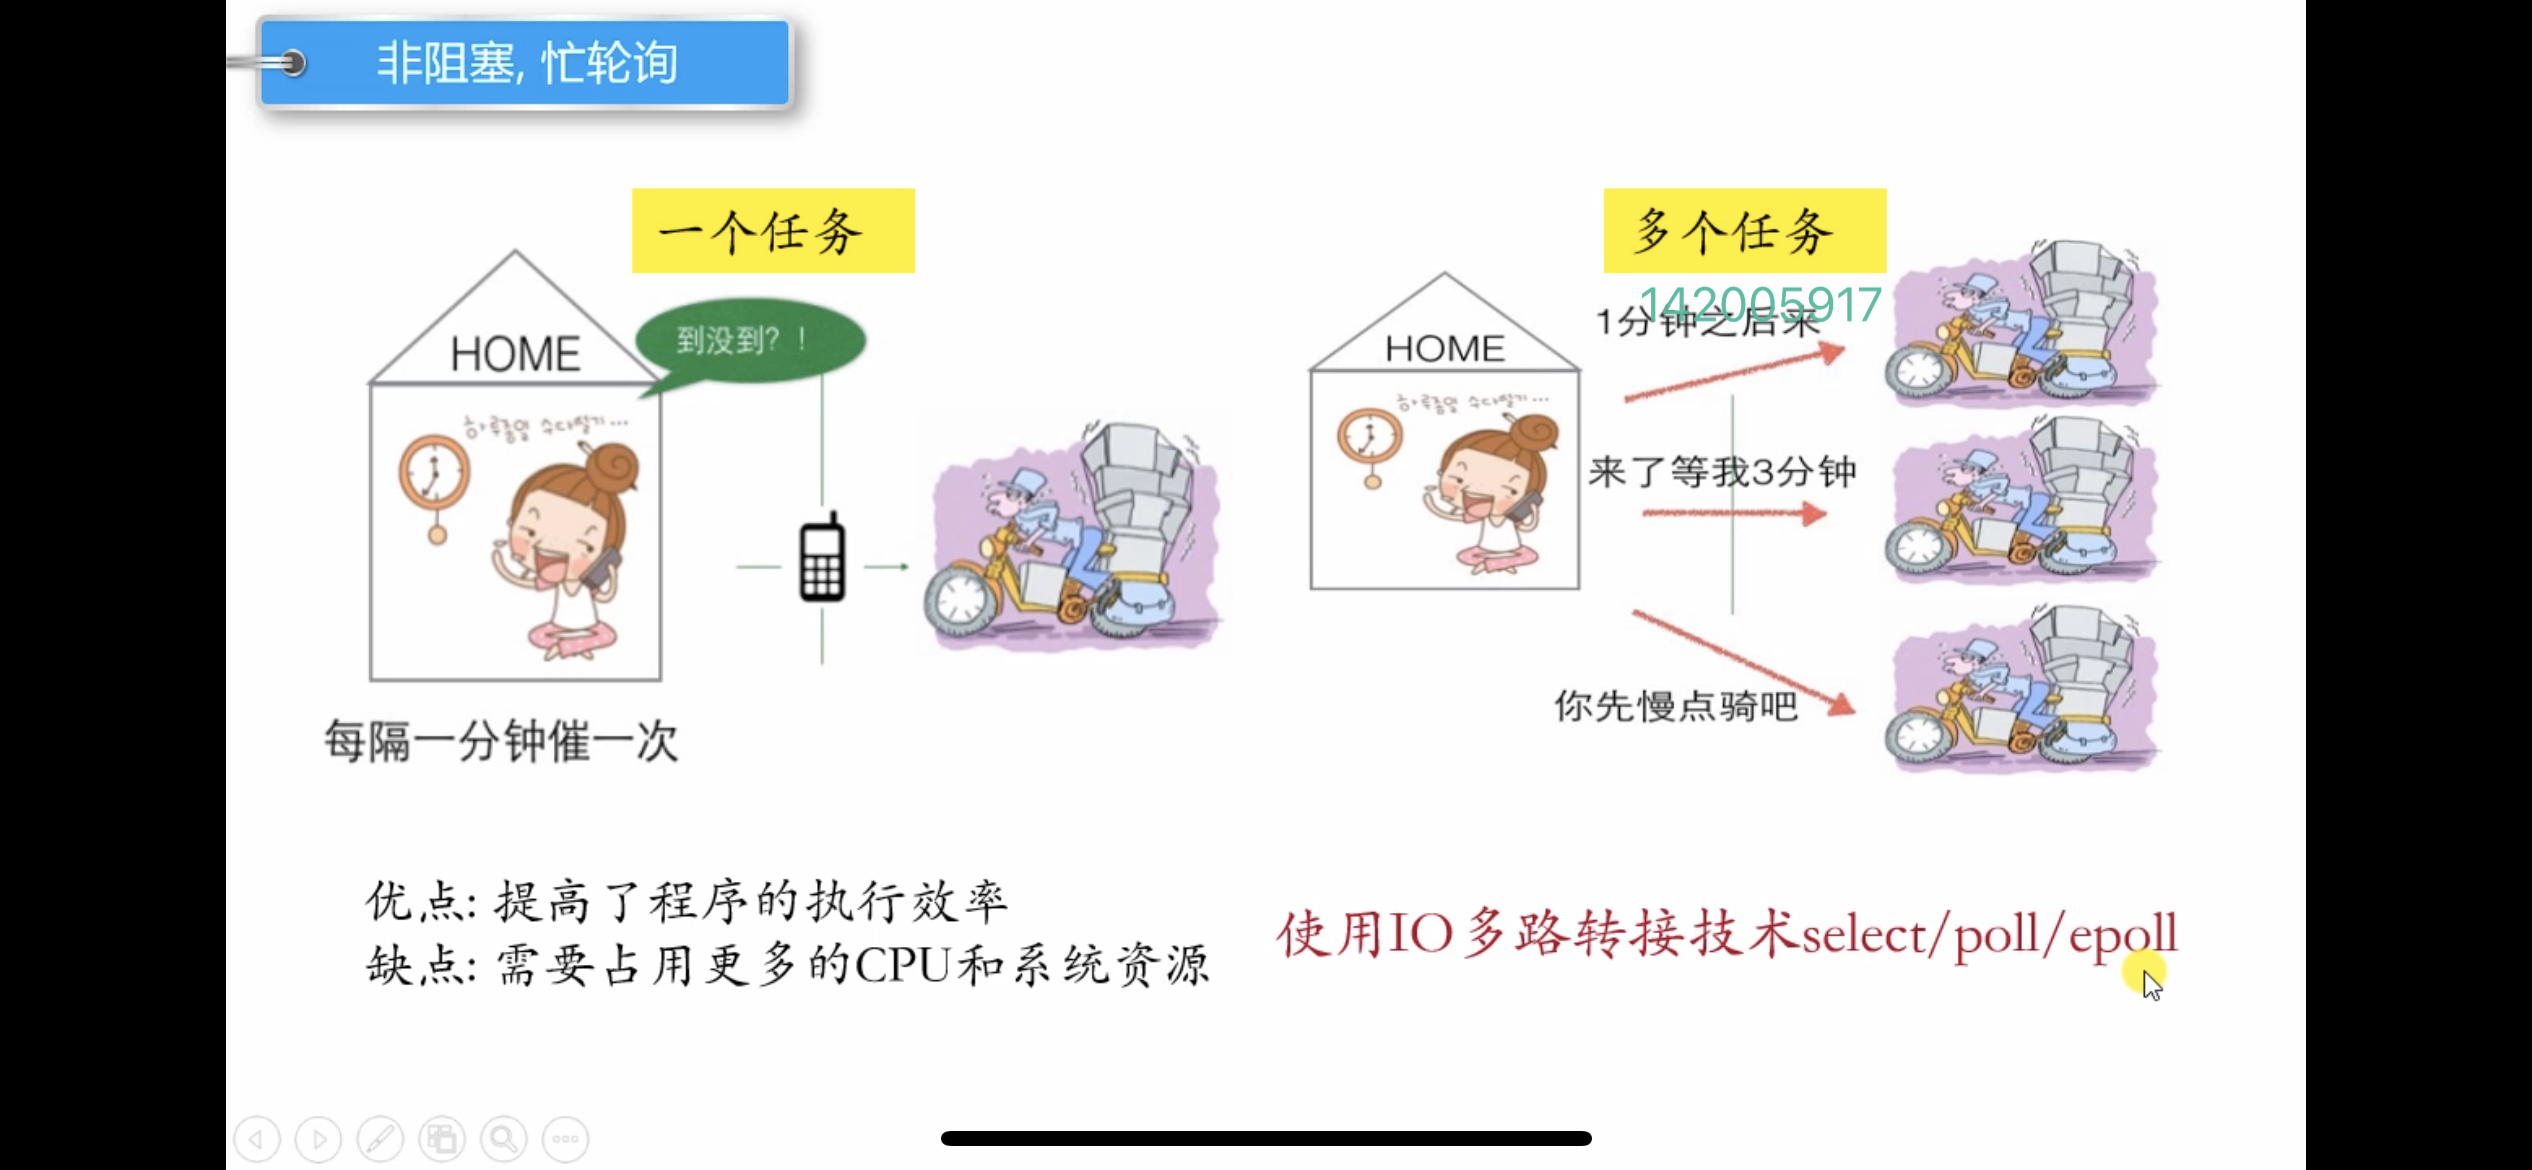 非阻塞, 忙轮询
一个任务
到没到？！
HOME
하루종일 수다떨기...
每隔一分钟催一次
优点: 提高了程序的执行效率
缺点: 需要占用更多的CPU和系统资源
多个任务
142005917
1分钟之后来
HOME
하루종일 수다떨기...
来了等我3分钟
你先慢点骑吧
使用IO多路转接技术select/poll/epoll